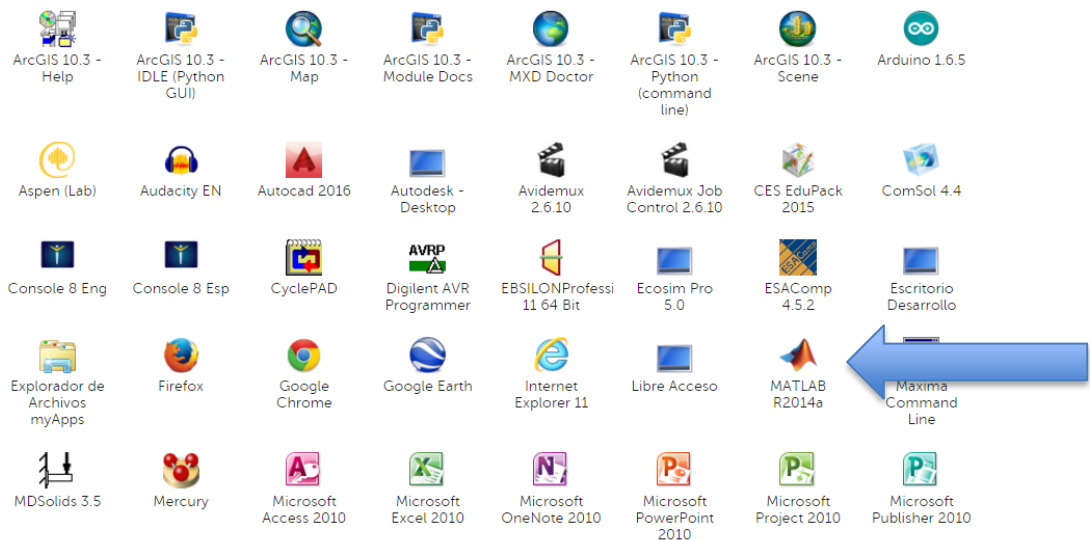 ArcGIS 10.3 - ArcGIS 10.3 - ArcGIS 10.3 - ArcGIS 10.3 - ArcGIS 10.3 - ArcGIS 10.3 - ArcGIS 10.3 - Arduino 1.6.5
Help IDLE (Python Map Module Docs MXD Doctor Python Scene
GUI) (command
line)
Aspen (Lab) Audacity EN Autocad 2016 Autodesk - Avidemux Avidemux Job CES EduPack ComSol 4.4
Desktop 2.6.10 Control 2.6.10 2015
AVRP
ESAComp
Console 8 Eng Console 8 Esp CyclePAD Digilent AVR EBSILONProfessi Ecosim Pro ESAComp Escritorio
Programmer 11 64 Bit 5.0 4.5.2 Desarrollo
Explorador de Firefox Google Google Earth Internet Libre Acceso MATLAB Maxima
Archivos Chrome Explorer 11 R2014a Command
myApps Line
MDSolids 3.5 Mercury Microsoft Microsoft Microsoft Microsoft Microsoft Microsoft
Access 2010 Excel 2010 OneNote 2010 PowerPoint Project 2010 Publisher 2010
2010